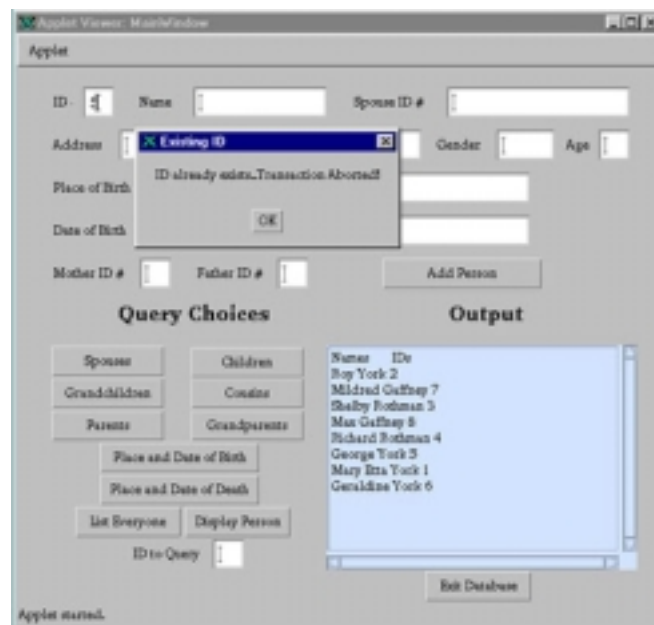 Applet Viewer: MainWindow
Applet
ID- Name Spouse ID #
Address Gender Age
Existing ID
ID already exists..Transaction Aborted!
OK
Place of Birth
Date of Birth
Mother ID # Father ID # Add Person
Query Choices Output
Spouses Children
Grandchildren Cousins
Parents Grandparents
Place and Date of Birth
Place and Date of Death
List Everyone Display Person
ID to Query
Names IDs
Roy York 2
Mildred Gaffney 7
Shelby Rothman 3
Max Gaffney 8
Richard Rothman 4
George York 5
Mary Etta York 1
Geraldine York 6
Exit Database
Applet started.